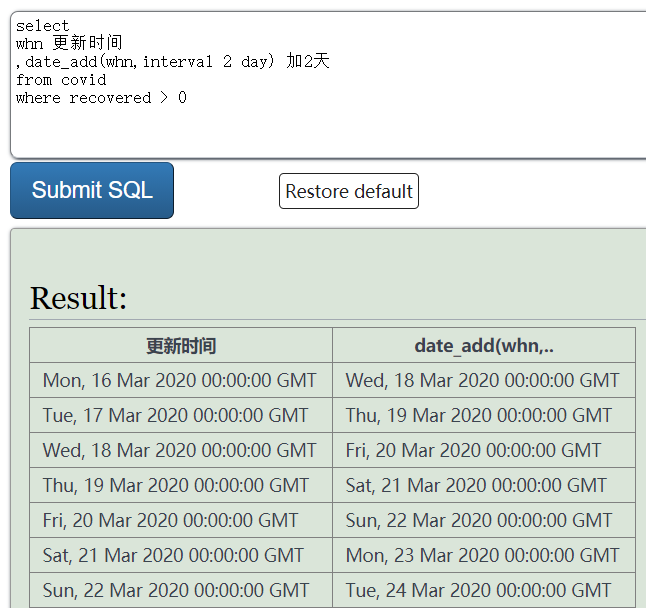 select
whn 更新时间
,date_add(whn,interval 2 day) 加2天
from covid
where recovered > 0
Submit SQL
Restore default
Result:
更新时间 date_add(whn,..
Mon, 16 Mar 2020 00:00:00 GMT Wed, 18 Mar 2020 00:00:00 GMT
Tue, 17 Mar 2020 00:00:00 GMT Thu, 19 Mar 2020 00:00:00 GMT
Wed, 18 Mar 2020 00:00:00 GMT Fri, 20 Mar 2020 00:00:00 GMT
Thu, 19 Mar 2020 00:00:00 GMT Sat, 21 Mar 2020 00:00:00 GMT
Fri, 20 Mar 2020 00:00:00 GMT Sun, 22 Mar 2020 00:00:00 GMT
Sat, 21 Mar 2020 00:00:00 GMT Mon, 23 Mar 2020 00:00:00 GMT
Sun, 22 Mar 2020 00:00:00 GMT Tue, 24 Mar 2020 00:00:00 GMT